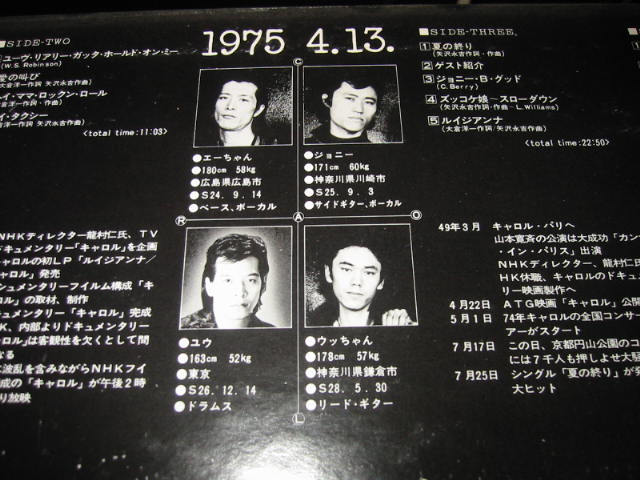 ■SIDE-TWO
ユーヴ・リアリー・ガッタ・ホールド・オン・ミー
(W.S. Robinson)
愛の叫び
(大倉洋一作詞 矢沢永吉作曲)
イ・ママ・ロックン・ロール
(大倉洋一作詞 矢沢永吉作曲)
イ・タクシー
作詞 矢沢永吉作曲)
<total time:11:03>
1975 4.13.
■SIDE-THREE
1 夏の終り
(矢沢永吉作詞・作曲)
2 ゲスト紹介
3 ジョニー・B・グッド
(C.Berry)
4 ズッコケ娘〜スローダウン
(矢沢永吉作詞・作曲〜L.Williams)
5 ルイジアンナ
(大倉洋一作詞/矢沢永吉作曲)
<total time:22:50>
C
●エーちゃん
●180cm 58kg
●広島県広島市
●S24.9.14
●ベース、ボーカル
●ジョニー
●171cm 60kg
●神奈川県川崎市
●S25.9.3
●サイドギター、ボーカル
R A O
●ユウ
●163cm 52kg
●東京
●S26.12.14
●ドラムス
●ウッちゃん
●178cm 57kg
●神奈川県鎌倉市
●S28.5.30
●リード・ギター
L
NHKディレクター龍村仁氏、TV
ドキュメンタリー「キャロル」を企画
キャロルの初LP「ルイジアンナ/
ャロル」発売
キュメンタリーフィルム構成「キ
ロル」の取材、制作
ドキュメンタリー「キャロル」完成
K、内部よりドキュメンタリー
ャロル」は客観性を欠くとして問
なる
な波乱を含みながらNHKフイ
成の「キャロル」が午後2時
り放映
49年3月 キャロル・パリへ
山本寛斉の公演は大成功「カン
・イン・パリス」出演
NHKディレクター、龍村仁氏
HK休職、キャロルのドキュ
リー映画製作へ
4月22日 ATG映画「キャロル」公開
5月1日 74年キャロルの全国コンサー
アーがスタート
7月17日 この日、京都円山公園のコ
には7千人も押しよせ大騒
7月25日 シングル「夏の終り」が発
大ヒット